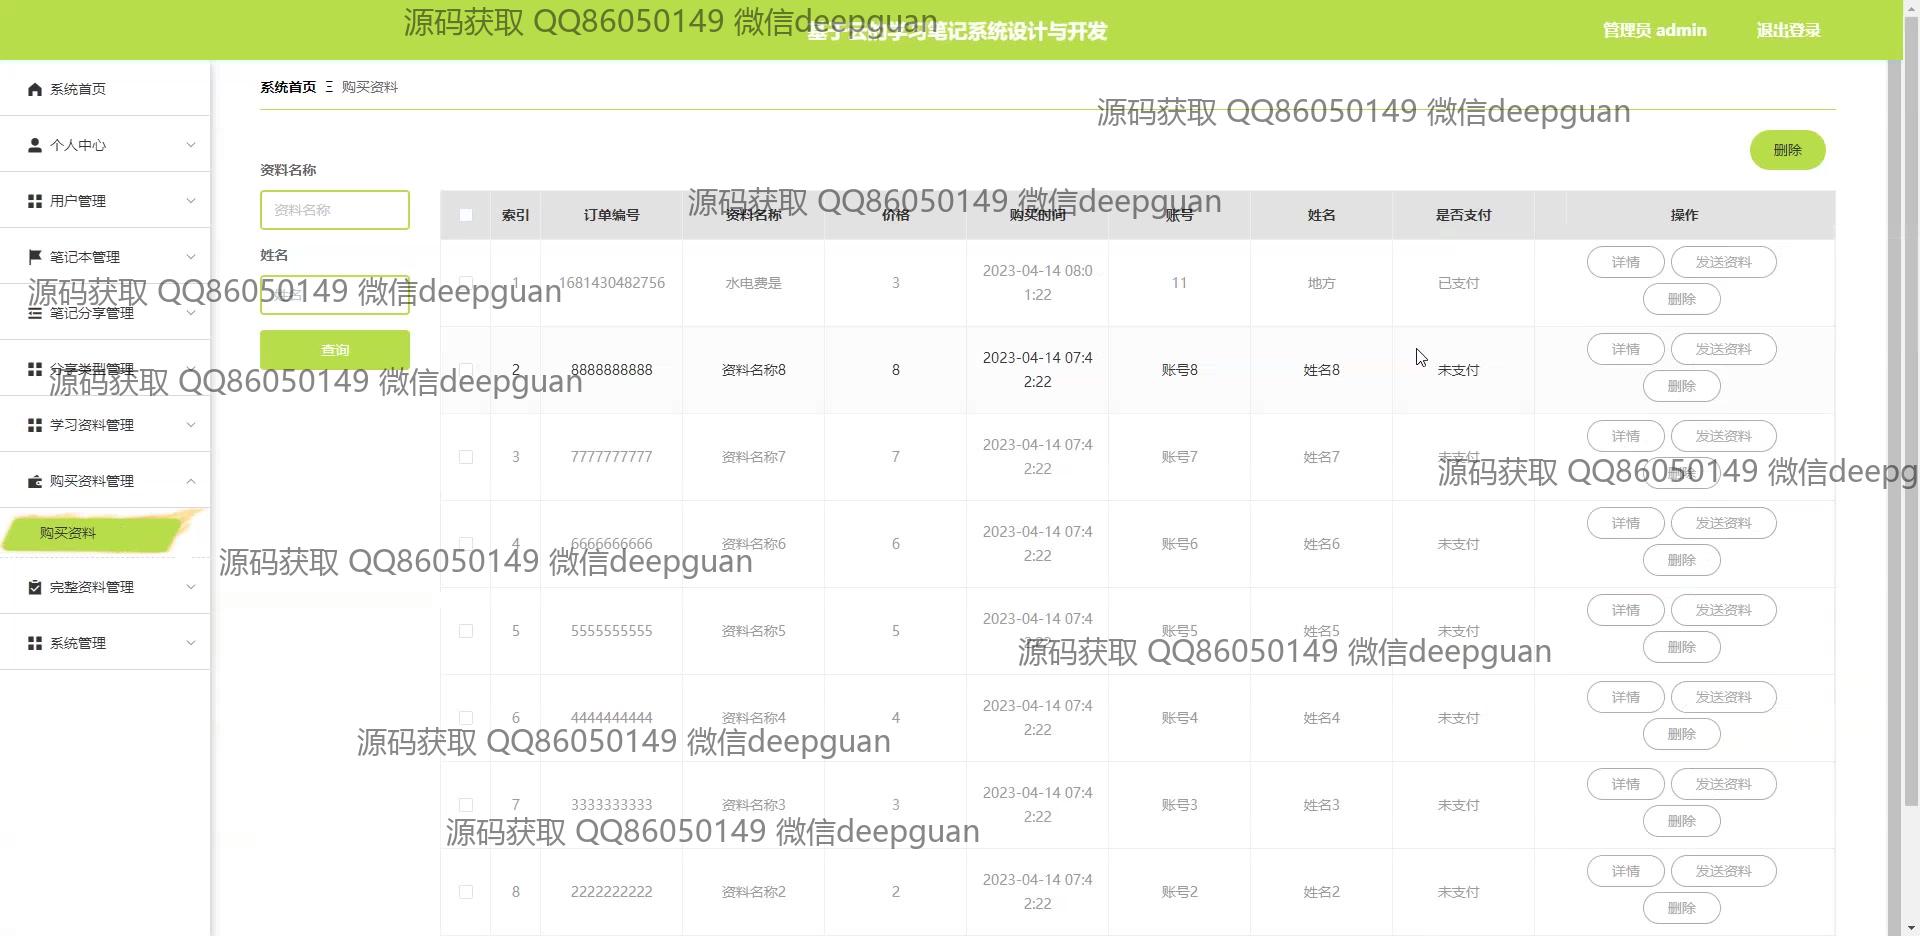 源码获取 QQ86050149 微信deepguan
基于云的学习笔记系统设计与开发
管理员 admin
退出登录
系统首页
个人中心
用户管理
笔记本管理
笔记分享管理
分享类型管理
学习资料管理
购买资料管理
购买资料
完整资料管理
系统管理
系统首页 Ξ 购买资料
源码获取 QQ86050149 微信deepguan
删除
资料名称
资料名称
姓名
姓名
查询
源码获取 QQ86050149 微信deepguan
源码获取 QQ86050149 微信deepguan
源码获取 QQ86050149 微信deepguan
索引 订单编号 资料名称 价格 购买时间 账号 姓名 是否支付 操作
1 1681430482756 水电费是 3 2023-04-14 08:0
1:22 11 地方 已支付 详情 发送资料
删除
2 8888888888 资料名称8 8 2023-04-14 07:4
2:22 账号8 姓名8 未支付 详情 发送资料
删除
3 7777777777 资料名称7 7 2023-04-14 07:4
2:22 账号7 姓名7 未支付 详情 发送资料
删除
源码获取 QQ86050149 微信deepg
4 6666666666 资料名称6 6 2023-04-14 07:4
2:22 账号6 姓名6 未支付 详情 发送资料
删除
源码获取 QQ86050149 微信deepguan
5 5555555555 资料名称5 5 2023-04-14 07:4
2:22 账号5 姓名5 未支付 详情 发送资料
删除
源码获取 QQ86050149 微信deepguan
6 4444444444 资料名称4 4 2023-04-14 07:4
2:22 账号4 姓名4 未支付 详情 发送资料
删除
源码获取 QQ86050149 微信deepguan
7 3333333333 资料名称3 3 2023-04-14 07:4
2:22 账号3 姓名3 未支付 详情 发送资料
删除
源码获取 QQ86050149 微信deepguan
8 2222222222 资料名称2 2 2023-04-14 07:4
2:22 账号2 姓名2 未支付 详情 发送资料
删除